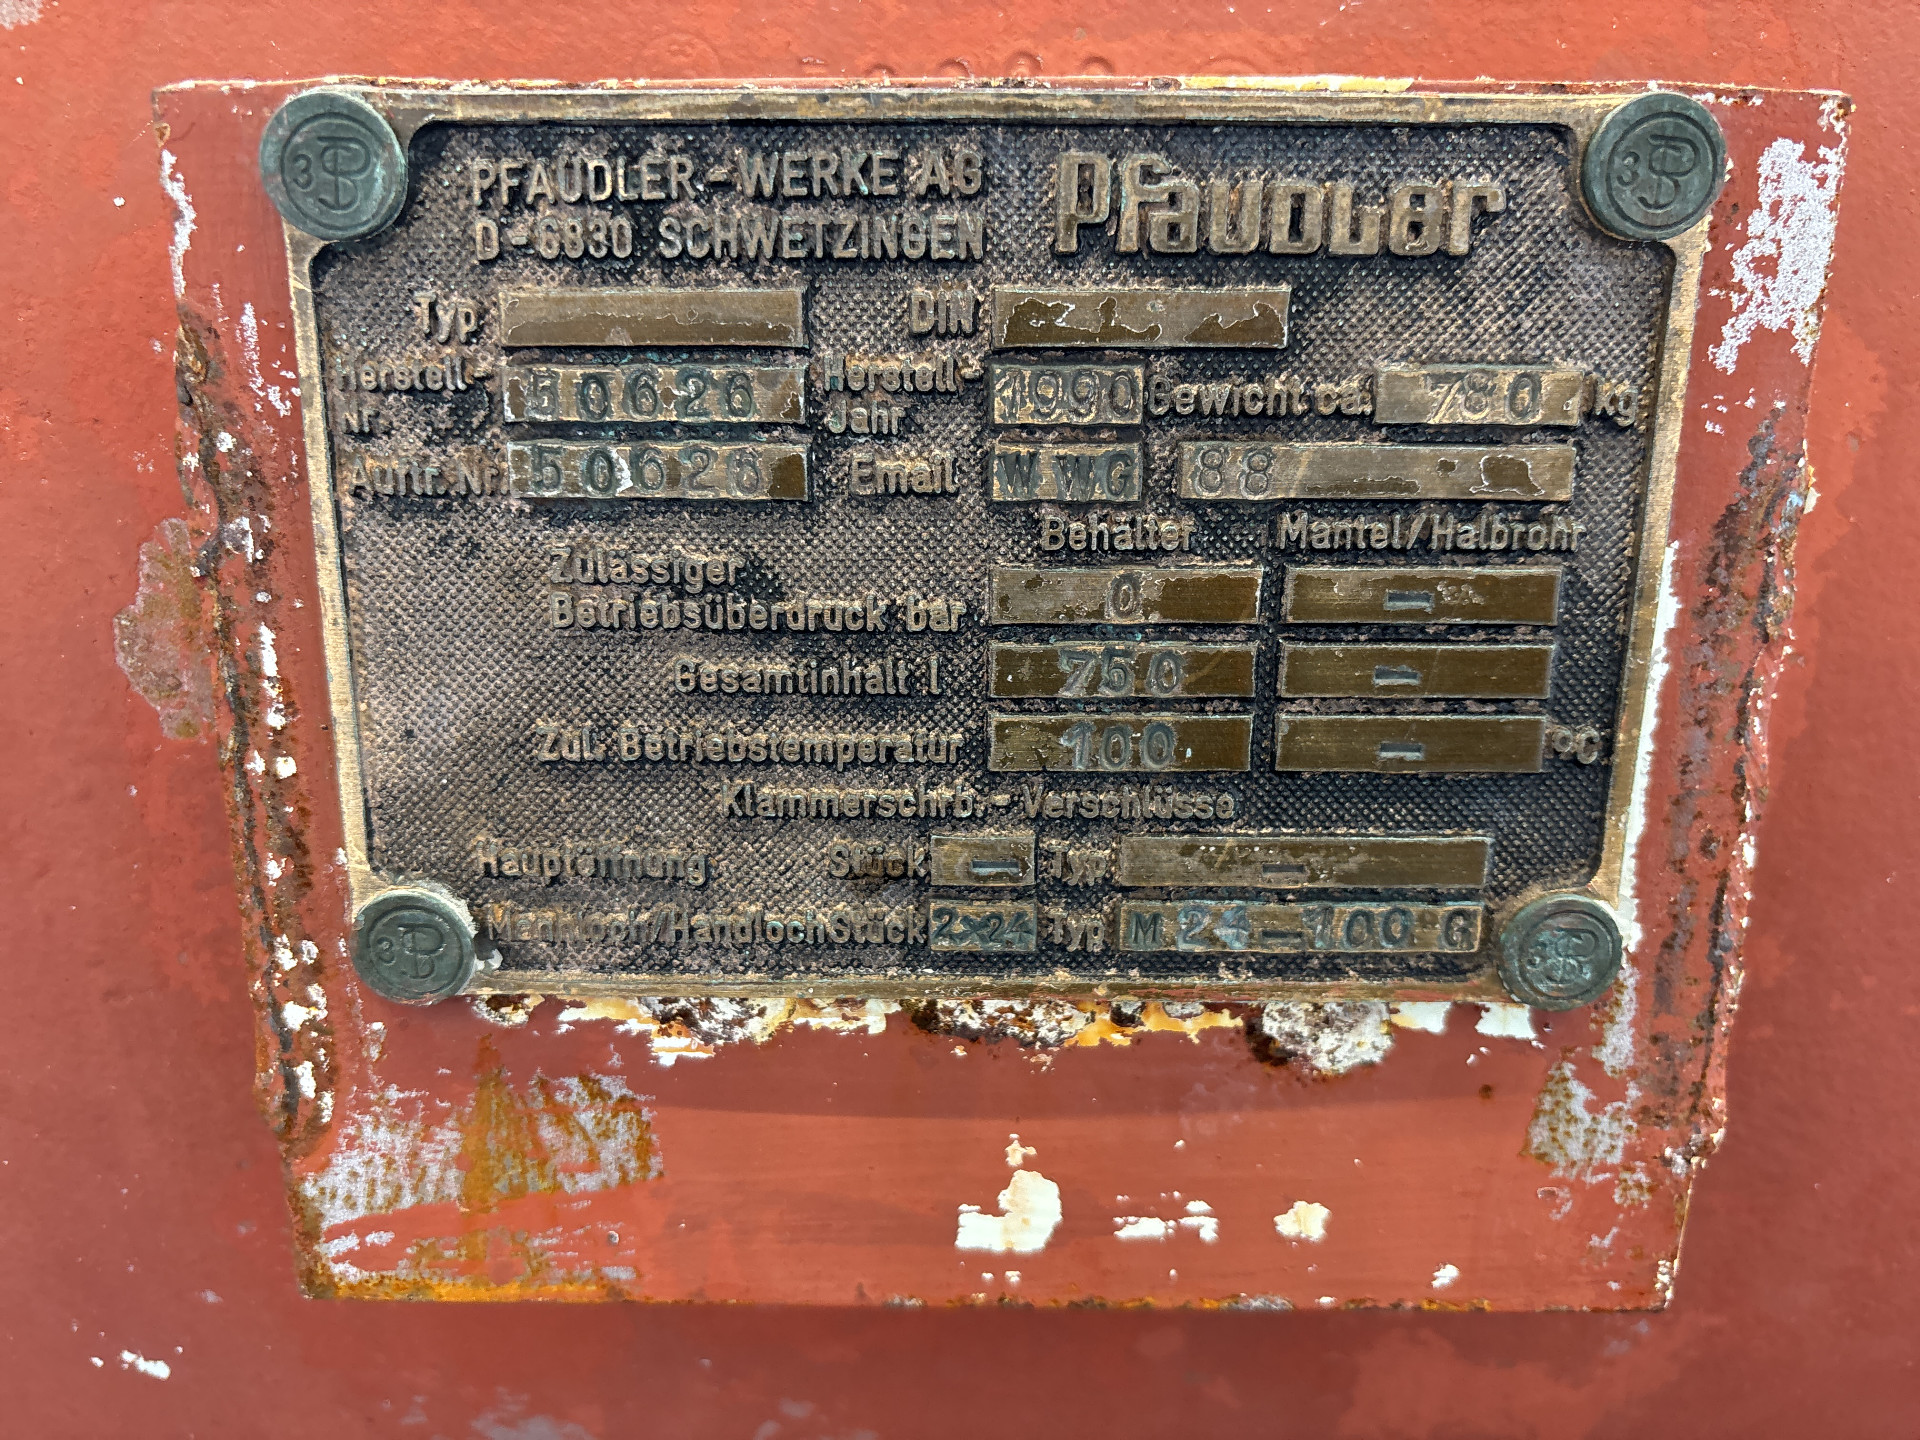 PFAUDLER-WERKE AG Pfaudler
D-6830 SCHWETZINGEN
Typ DIN
Herstell-Nr. 50626 Herstell-Jahr 1990 Gewicht ca. 780 kg
Auftr. Nr. 50626 Email WWG 88
Behälter Mantel/Halbrohr
Zulässiger
Betriebsüberdruck bar 0 -
Gesamtinhalt l 750 -
Zul. Betriebstemperatur 100 - °C
Klammerschrb.-Verschlüsse
Hauptöffnung Stück - Typ -
Mannloch/Handloch Stück 2x24 Typ M 24-100 G